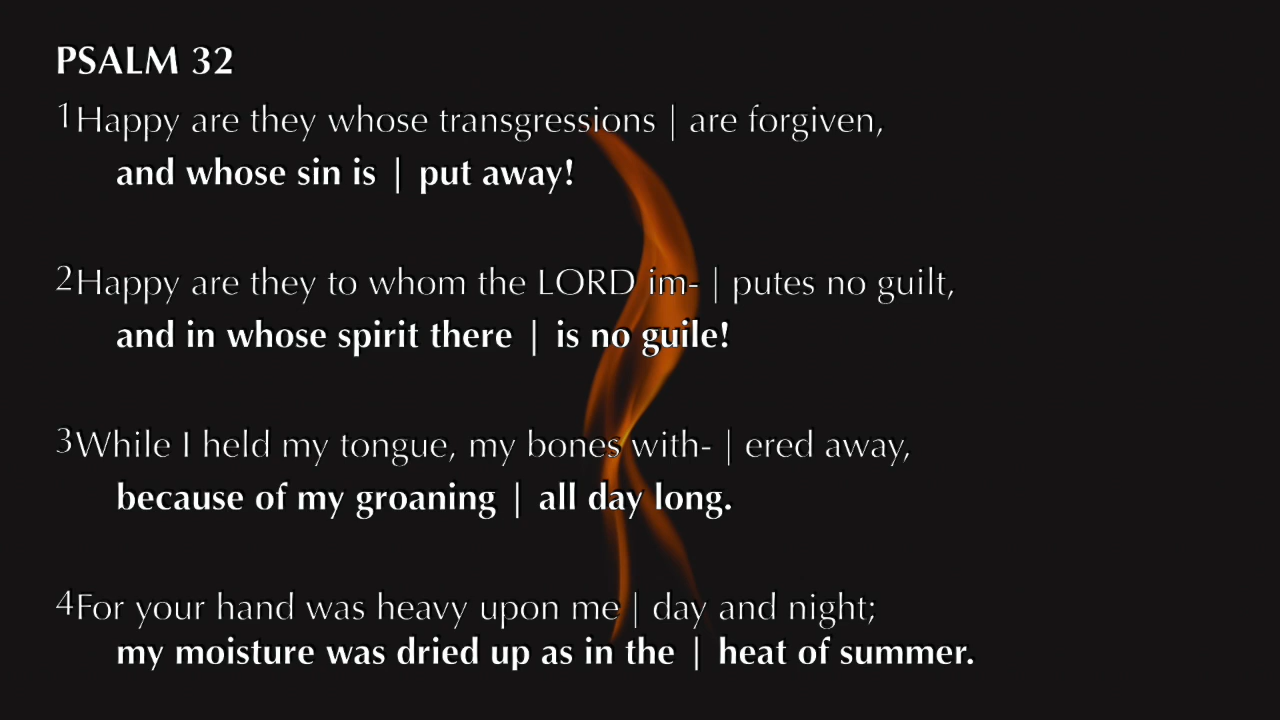 PSALM 32
1Happy are they whose transgressions | are forgiven,
and whose sin is | put away!
2Happy are they to whom the LORD im- | putes no guilt,
and in whose spirit there | is no guile!
3While I held my tongue, my bones with- | ered away,
because of my groaning | all day long.
4For your hand was heavy upon me | day and night;
my moisture was dried up as in the | heat of summer.